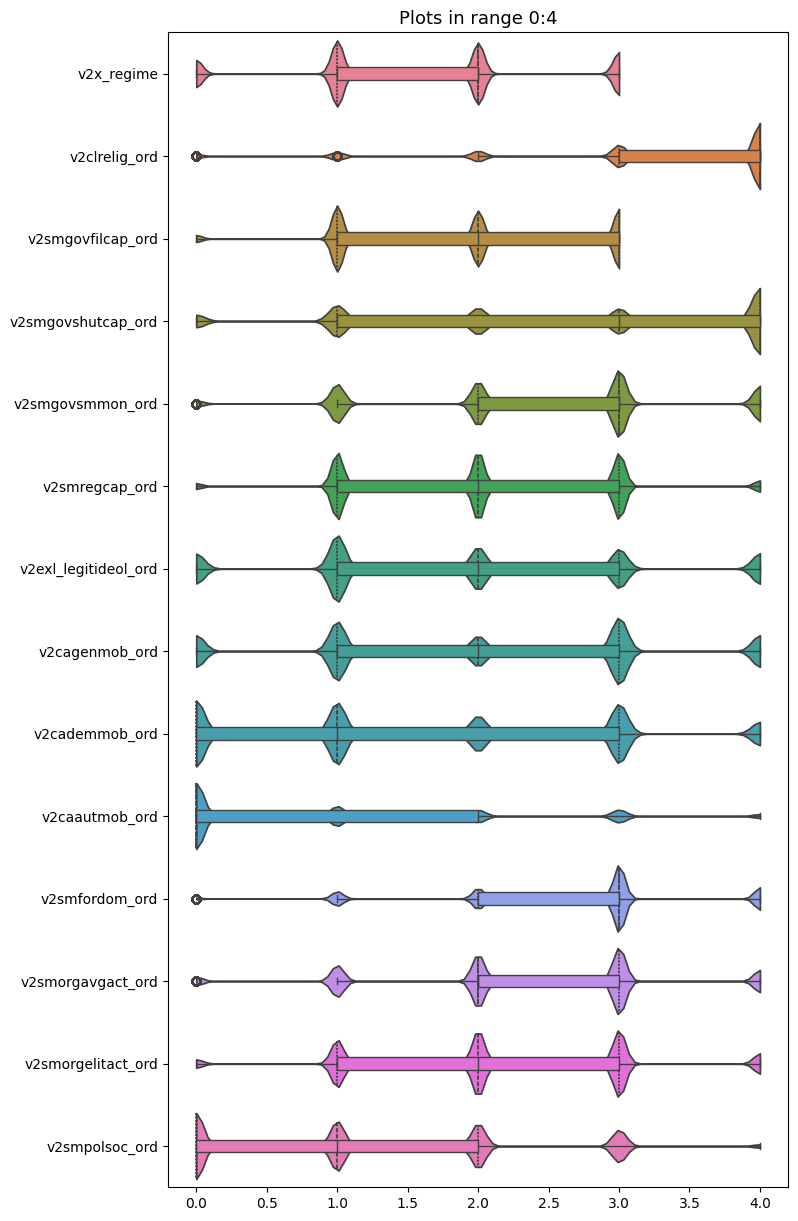 Plots in range 0:4
v2x_regime
v2clrelig_ord
v2smgovfilcap_ord
v2smgovshutcap_ord
v2smgovsmmon_ord
v2smregcap_ord
v2exl_legitideol_ord
v2cagenmob_ord
v2cademmob_ord
v2caautmob_ord
v2smfordom_ord
v2smorgavgact_ord
v2smorgelitact_ord
v2smpolsoc_ord
0.0 0.5 1.0 1.5 2.0 2.5 3.0 3.5 4.0